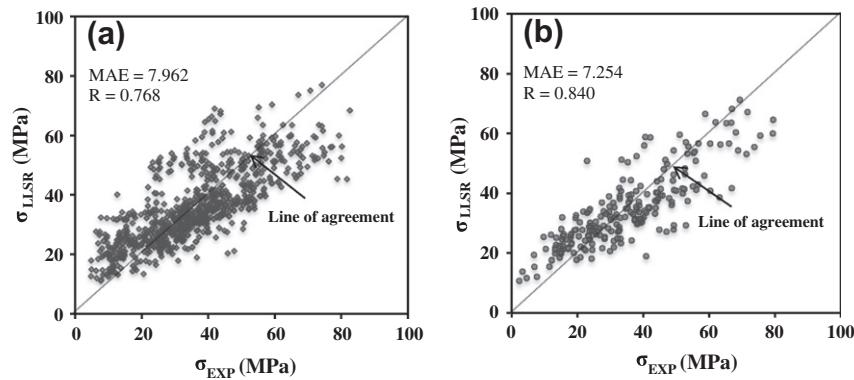 (a)
MAE = 7.962
R = 0.768
100
80
60
40
20
0
σLLSR (MPa)
Line of agreement
0 20 40 60 80 100
σEXP (MPa)
(b)
MAE = 7.254
R = 0.840
100
80
60
40
20
0
σLLSR (MPa)
Line of agreement
0 20 40 60 80 100
σEXP (MPa)